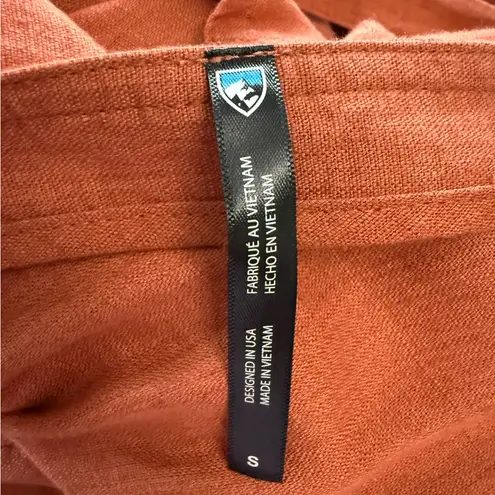 FABRIQUÉ AU VIETNAM
HECHO EN VIETNAM
DESIGNED IN USA
MADE IN VIETNAM
S